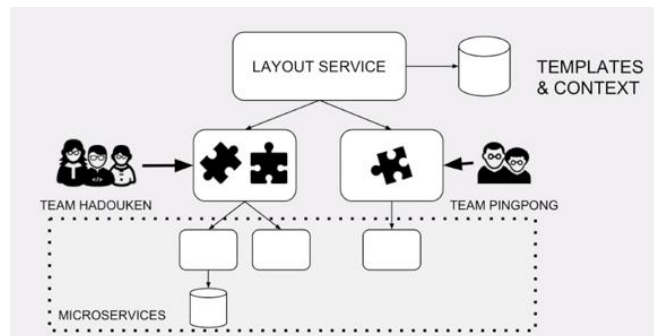 LAYOUT SERVICE
TEMPLATES
& CONTEXT
TEAM HADOUKEN
TEAM PINGPONG
MICROSERVICES